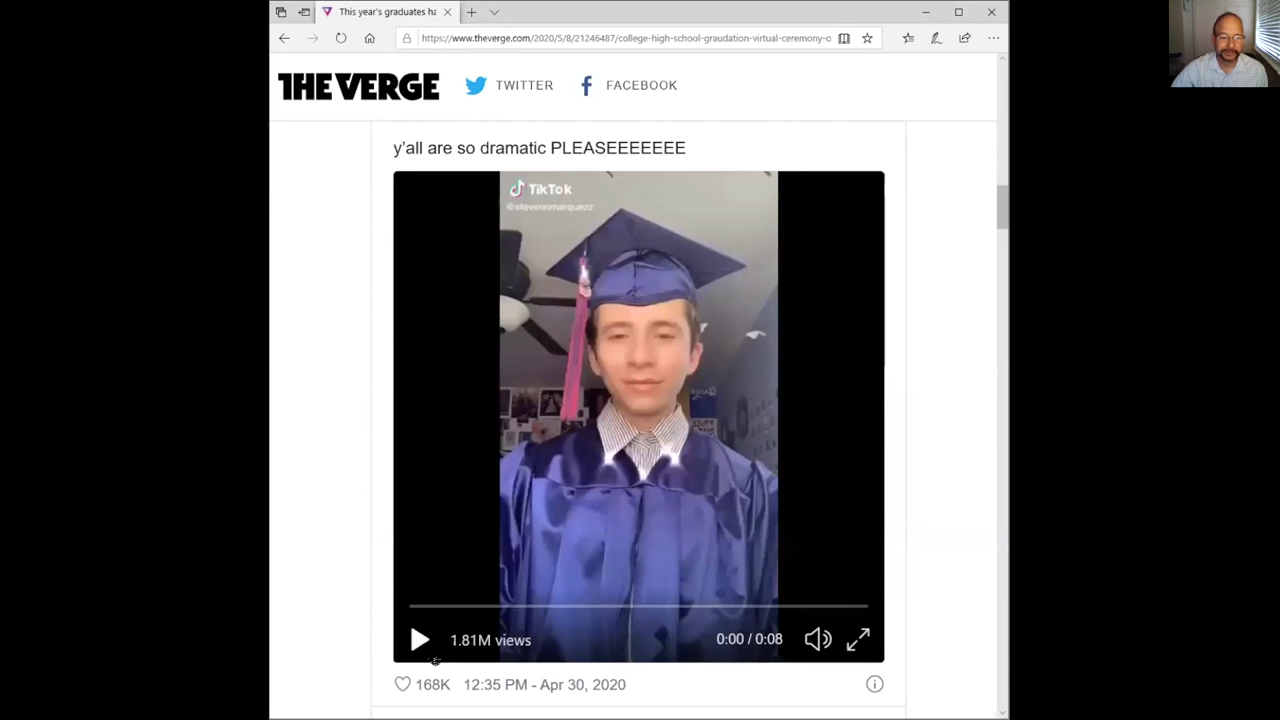 This year's graduates ha
https://www.theverge.com/2020/5/8/21246487/college-high-school-graudation-virtual-ceremony-o
THE VERGE
TWITTER
FACEBOOK
y'all are so dramatic PLEASEEEEEEE
TikTok
@stevennmarquezz
1.81M views
0:00 / 0:08
168K
12:35 PM - Apr 30, 2020